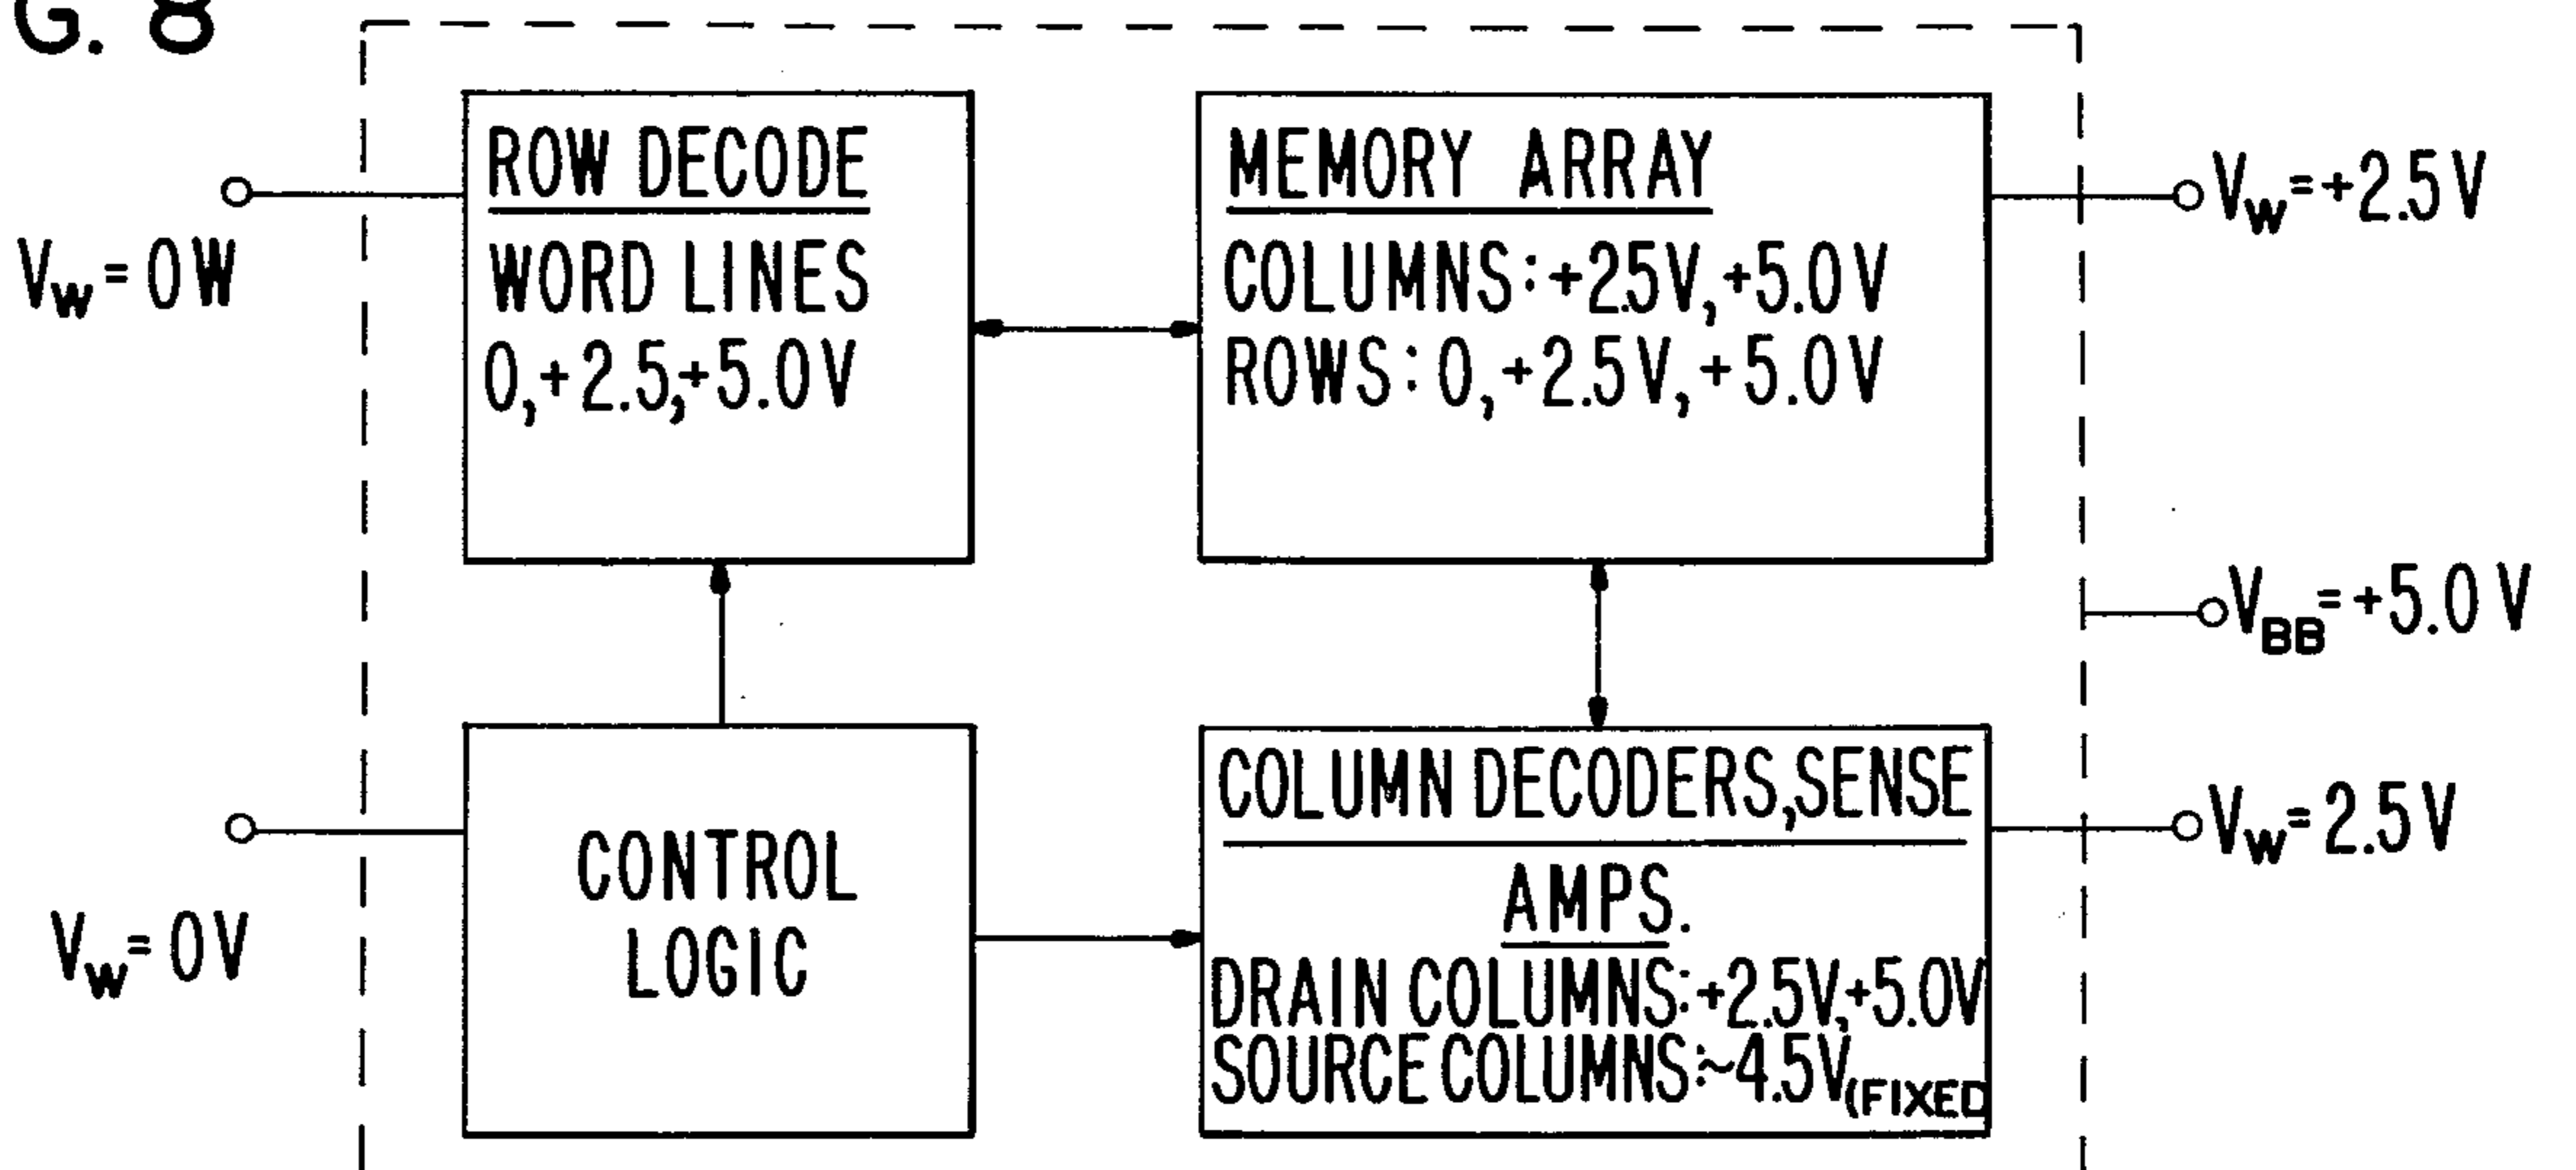 G. 8
ROW DECODE
WORD LINES
0,+2.5,+5.0V
MEMORY ARRAY
COLUMNS:+2.5V,+5.0V
ROWS:0,+2.5V,+5.0V
VW=0W
VW=+2.5V
VBB=+5.0V
CONTROL
LOGIC
COLUMN DECODERS,SENSE
AMPS.
DRAIN COLUMNS:+2.5V,+5.0V
SOURCE COLUMNS:~4.5V(FIXED
VW=0V
VW=2.5V